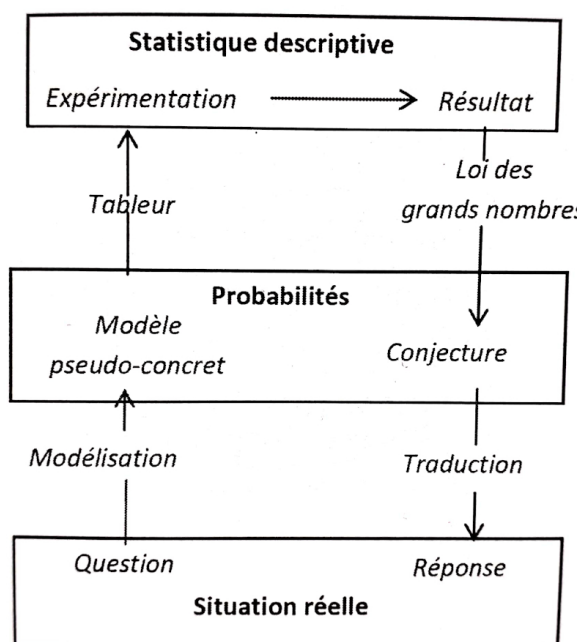 Statistique descriptive
Expérimentation
Résultat
Loi des
grands nombres
Tableur
Probabilités
Modèle
pseudo-concret
Conjecture
Modélisation
Traduction
Question
Réponse
Situation réelle